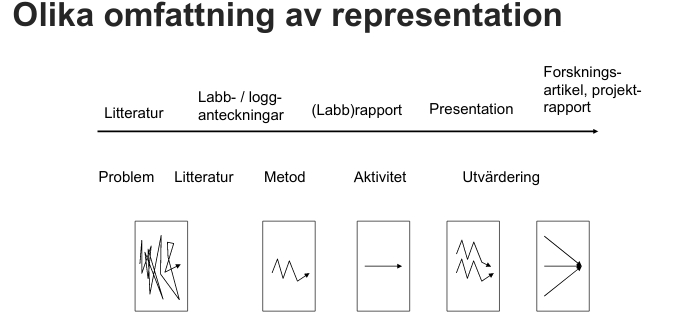 Olika omfattning av representation
Forsknings-
artikel, projekt-
rapport
Labb- / logg-
anteckningar
Litteratur
(Labb)rapport
Presentation
Problem
Litteratur
Metod
Aktivitet
Utvärdering